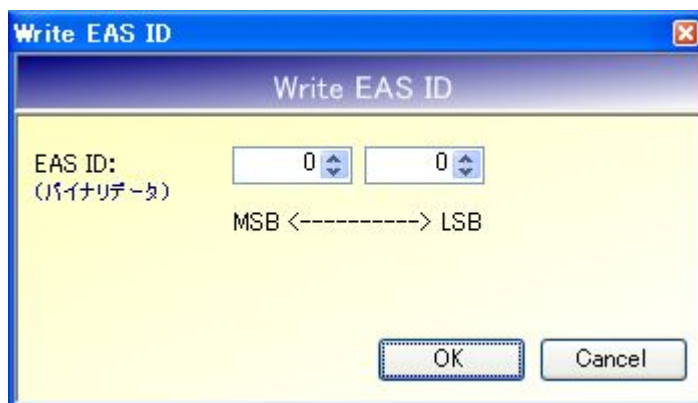 Write EAS ID
Write EAS ID
EAS ID: 0 0
(バイナリデータ)
MSB <----------> LSB
OK Cancel